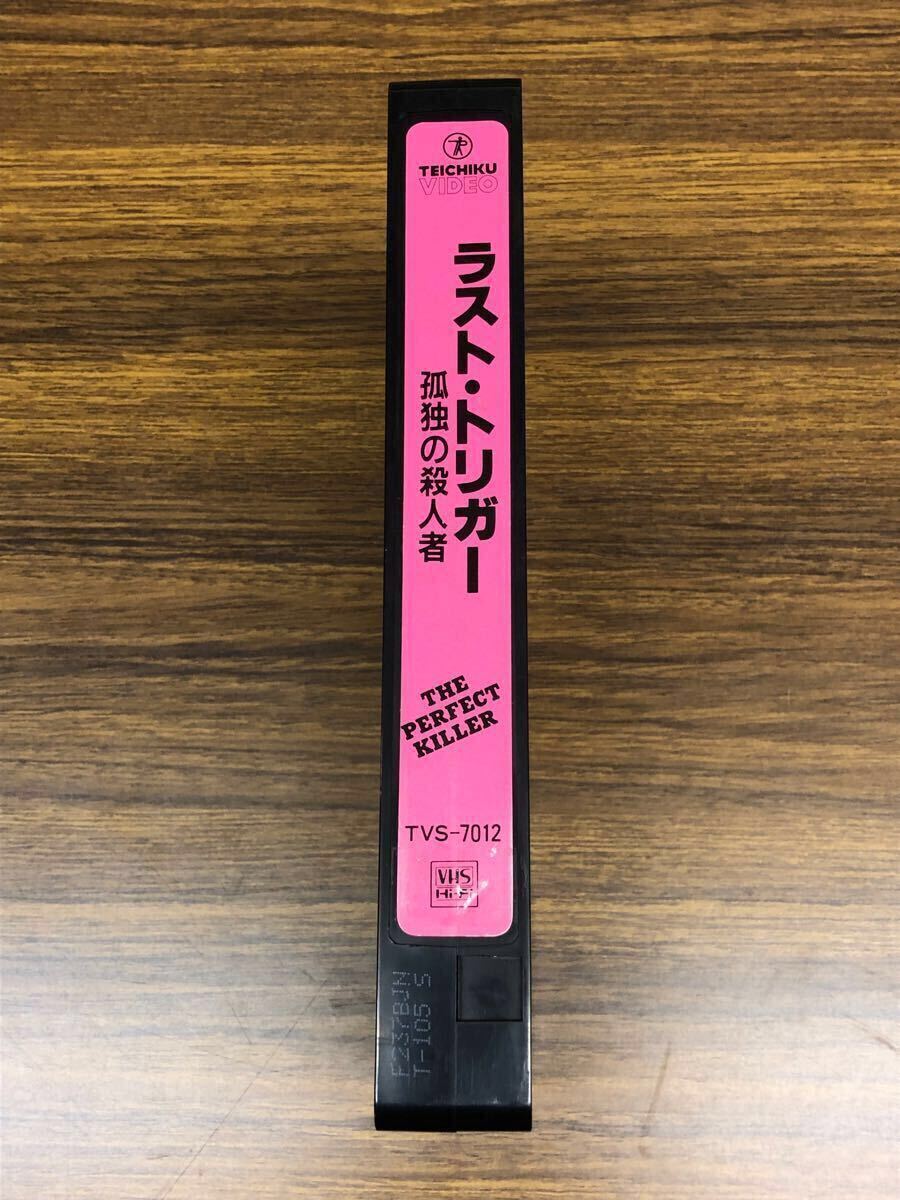 TEICHIKU
VIDEO
ラスト・トリガー
孤独の殺人者
THE
PERFECT
KILLER
TVS-7012
VHS
Hi-Fi
T-105 S